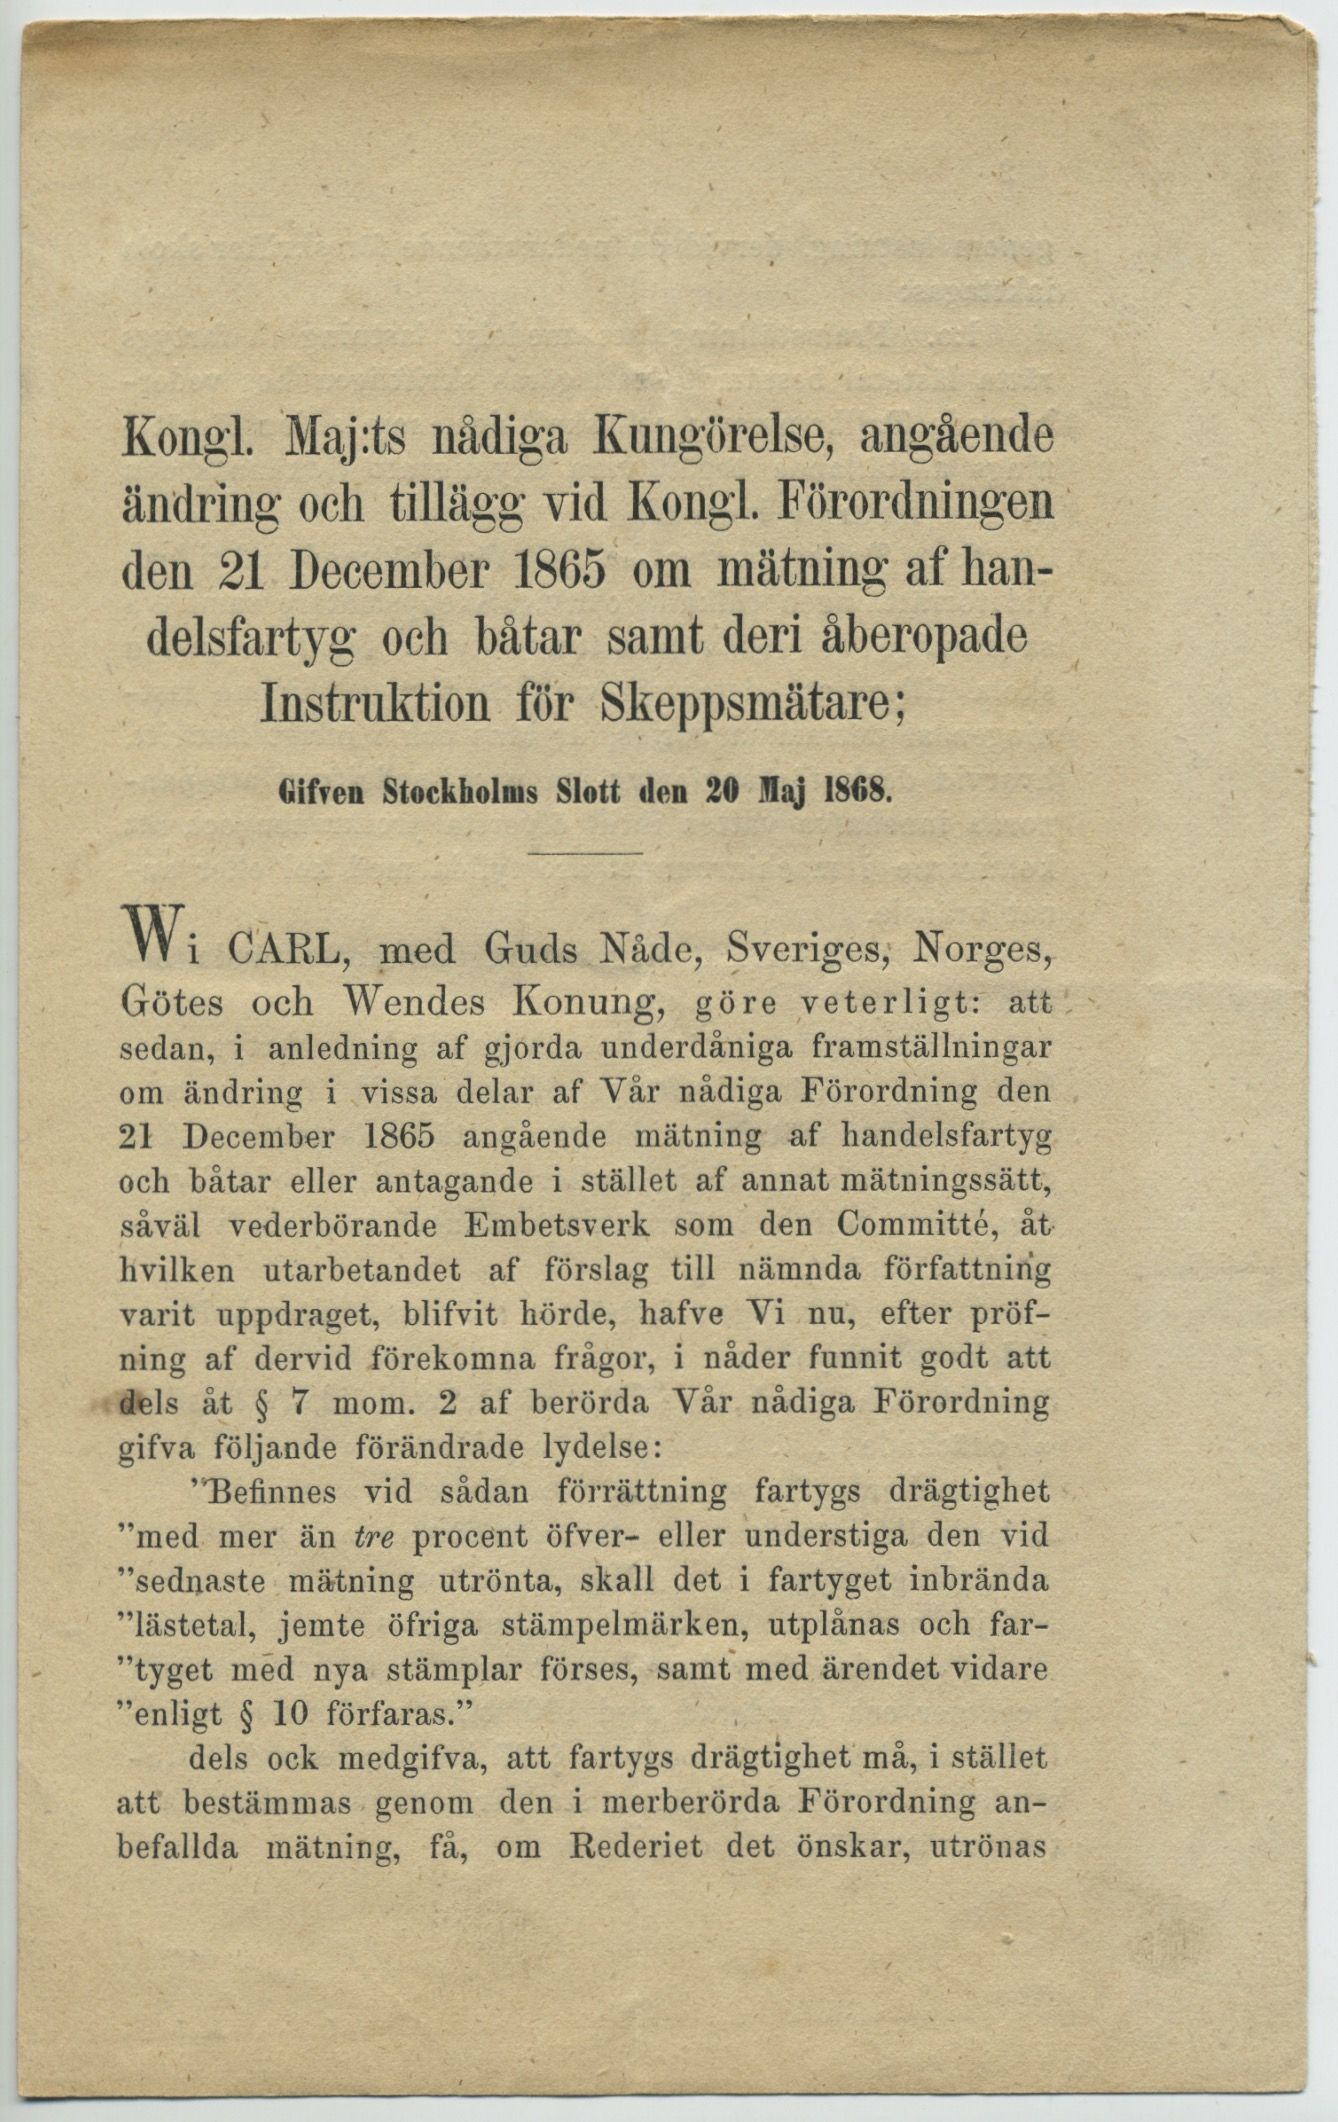 Kongl. Maj:ts nådiga Kungörelse, angående
ändring och tillägg vid Kongl. Förordningen
den 21 December 1865 om mätning af han-
delsfartyg och båtar samt deri åberopade
Instruktion för Skeppsmätare;
Gifven Stockholms Slott den 20 Maj 1868.
Wi CARL, med Guds Nåde, Sveriges, Norges,
Götes och Wendes Konung, göre veterligt: att
sedan, i anledning af gjorda underdåniga framställningar
om ändring i vissa delar af Vår nådiga Förordning den
21 December 1865 angående mätning af handelsfartyg
och båtar eller antagande i stället af annat mätningssätt,
såväl vederbörande Embetsverk som den Committé, åt
hvilken utarbetandet af förslag till nämnda författning
varit uppdraget, blifvit hörde, hafve Vi nu, efter pröf-
ning af dervid förekomna frågor, i nåder funnit godt att
dels åt § 7 mom. 2 af berörda Vår nådiga Förordning
gifva följande förändrade lydelse:
”Befinnes vid sådan förrättning fartygs drägtighet
”med mer än tre procent öfver- eller understiga den vid
”sednaste mätning utrönta, skall det i fartyget inbrända
”lästetal, jemte öfriga stämpelmärken, utplånas och far-
”tyget med nya stämplar förses, samt med ärendet vidare
”enligt § 10 förfaras.”
dels ock medgifva, att fartygs drägtighet må, i stället
att bestämmas genom den i merberörda Förordning an-
befallda mätning, få, om Rederiet det önskar, utrönas